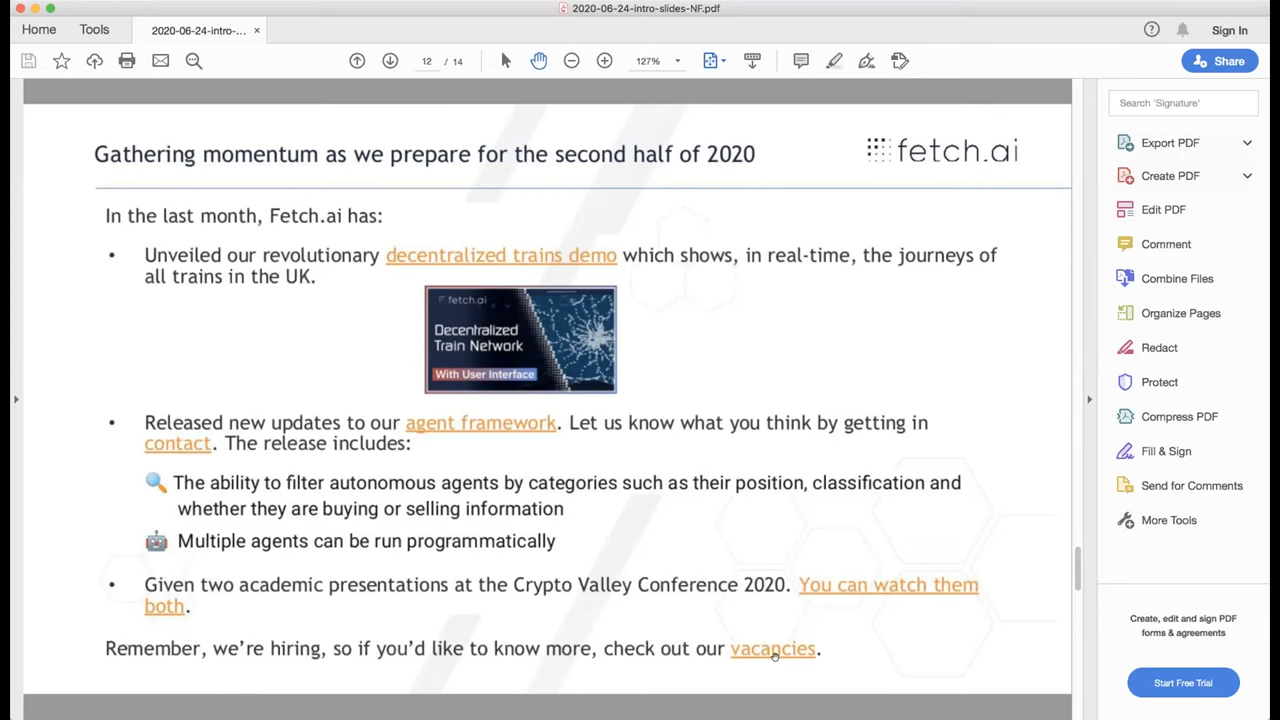 2020-06-24-intro-slides-NF.pdf
Home
Tools
2020-06-24-intro-... ×
Sign In
12 / 14
127%
Share
Gathering momentum as we prepare for the second half of 2020
fetch.ai
In the last month, Fetch.ai has:
• Unveiled our revolutionary decentralized trains demo which shows, in real-time, the journeys of
all trains in the UK.
fetch.ai
Decentralized
Train Network
With User Interface
• Released new updates to our agent framework. Let us know what you think by getting in
contact. The release includes:
🔍 The ability to filter autonomous agents by categories such as their position, classification and
whether they are buying or selling information
🤖 Multiple agents can be run programmatically
• Given two academic presentations at the Crypto Valley Conference 2020. You can watch them
both.
Remember, we’re hiring, so if you’d like to know more, check out our vacancies.
Search ‘Signature’
Export PDF
Create PDF
Edit PDF
Comment
Combine Files
Organize Pages
Redact
Protect
Compress PDF
Fill & Sign
Send for Comments
More Tools
Create, edit and sign PDF
forms & agreements
Start Free Trial